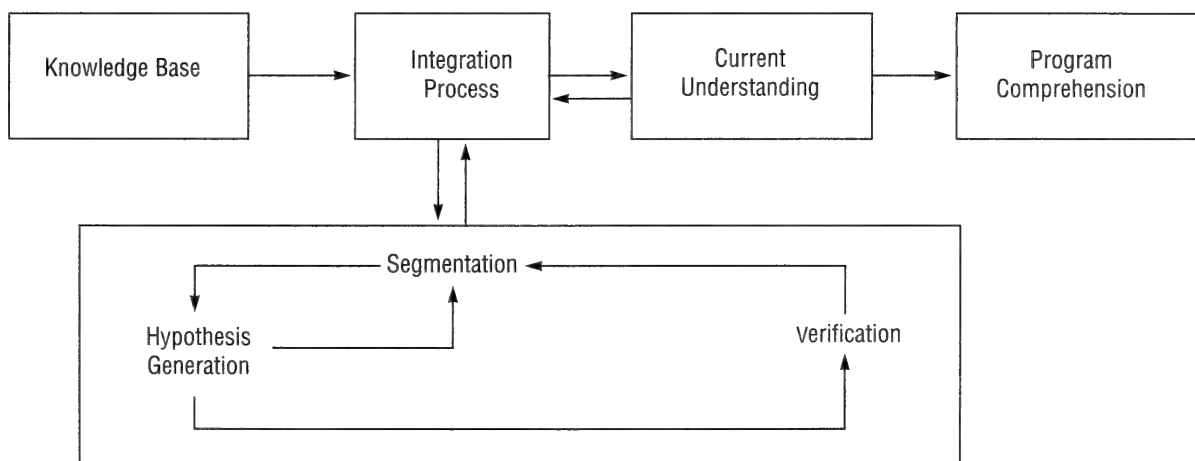 Knowledge Base
Integration
Process
Current
Understanding
Program
Comprehension
Segmentation
Hypothesis
Generation
Verification